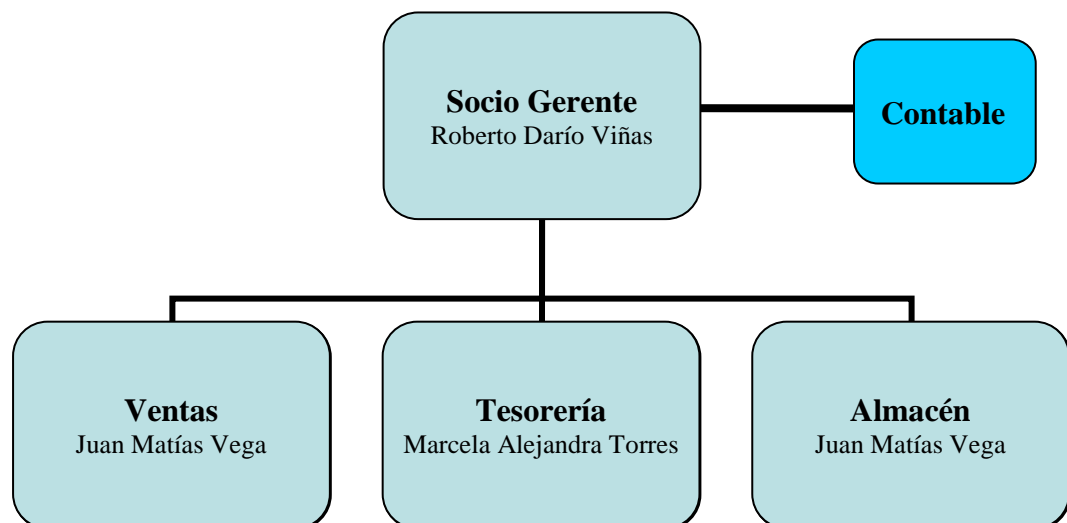 Socio Gerente
Roberto Darío Viñas
Contable
Ventas
Juan Matías Vega
Tesorería
Marcela Alejandra Torres
Almacén
Juan Matías Vega